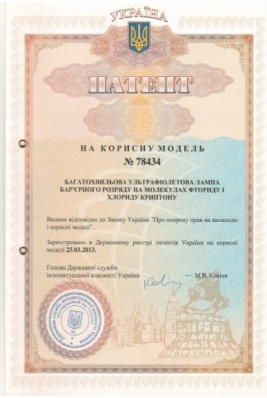 УКРАЇНА
ПАТЕНТ
НА КОРИСНУ МОДЕЛЬ
№ 78434
БАГАТОХВИЛЬОВА УЛЬТРАФІОЛЕТОВА ЛАМПА
БАР'ЄРНОГО РОЗРЯДУ НА МОЛЕКУЛАХ ФТОРИДУ І
ХЛОРИДУ КРИПТОНУ
Видано відповідно до Закону України "Про охорону прав на винаходи
і корисні моделі".
Зареєстровано в Державному реєстрі патентів України на корисні
моделі 25.03.2013.
Голова Державної служби
інтелектуальної власності України
М.В. Ковіня